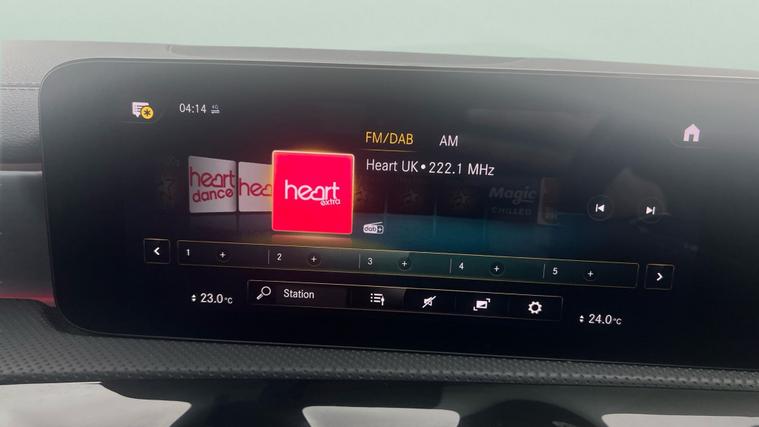 04:14 4G
FM/DAB AM
Heart UK • 222.1 MHz
heart
dance
hea
heart
extra
Magic
CHILLED
dab+
1 + 2 + 3 + 4 + 5 +
Station
23.0°C
24.0°C